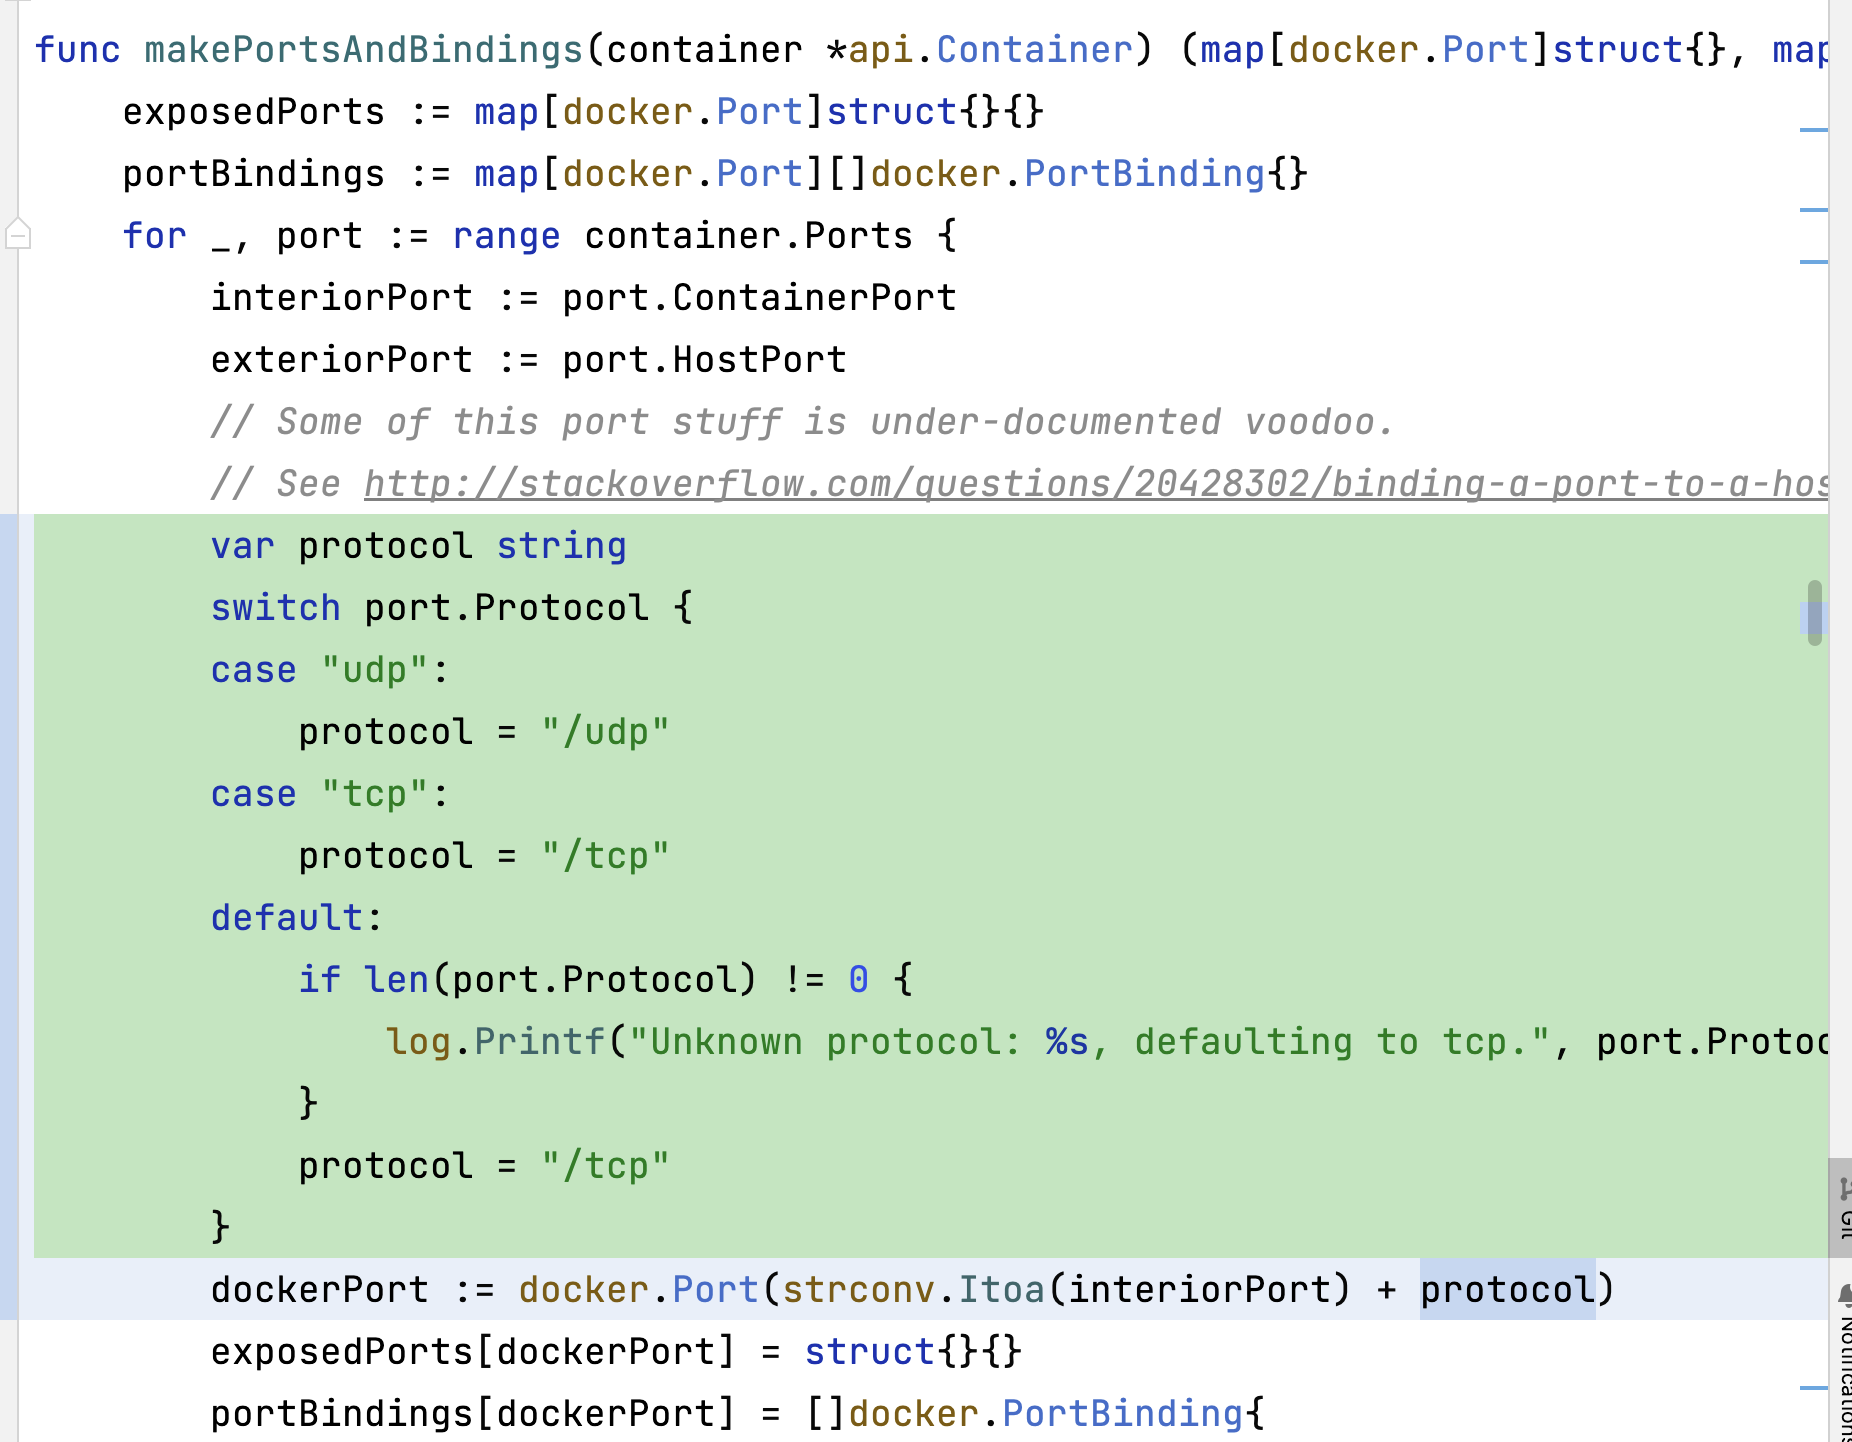 func makePortsAndBindings(container *api.Container) (map[docker.Port]struct{}, map
exposedPorts := map[docker.Port]struct{}{}
portBindings := map[docker.Port][]docker.PortBinding{}
for _, port := range container.Ports {
interiorPort := port.ContainerPort
exteriorPort := port.HostPort
// Some of this port stuff is under-documented voodoo.
// See http://stackoverflow.com/questions/20428302/binding-a-port-to-a-hos
var protocol string
switch port.Protocol {
case "udp":
protocol = "/udp"
case "tcp":
protocol = "/tcp"
default:
if len(port.Protocol) != 0 {
log.Printf("Unknown protocol: %s, defaulting to tcp.", port.Protoc
}
protocol = "/tcp"
}
dockerPort := docker.Port(strconv.Itoa(interiorPort) + protocol)
exposedPorts[dockerPort] = struct{}{}
portBindings[dockerPort] = []docker.PortBinding{
Git
Notifications